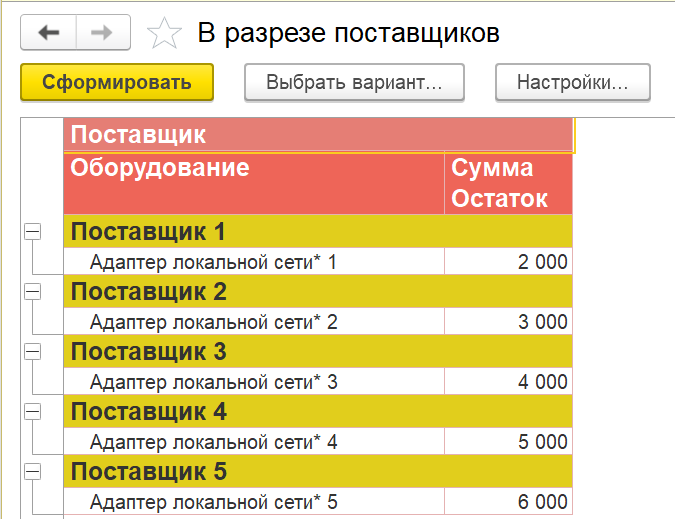 В разрезе поставщиков
Сформировать Выбрать вариант... Настройки...
Поставщик
Оборудование Сумма Остаток
Поставщик 1
Адаптер локальной сети* 1 2 000
Поставщик 2
Адаптер локальной сети* 2 3 000
Поставщик 3
Адаптер локальной сети* 3 4 000
Поставщик 4
Адаптер локальной сети* 4 5 000
Поставщик 5
Адаптер локальной сети* 5 6 000